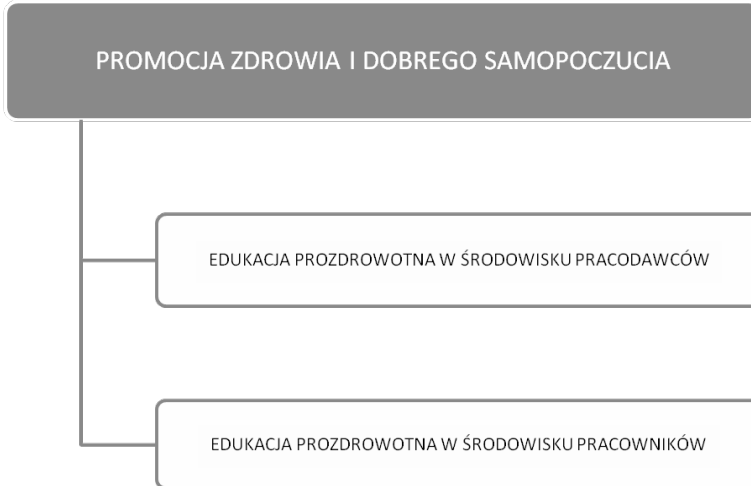 PROMOCJA ZDROWIA I DOBREGO SAMOPOCZUCIA
EDUKACJA PROZDROWOTNA W ŚRODOWISKU PRACODAWCÓW
EDUKACJA PROZDROWOTNA W ŚRODOWISKU PRACOWNIKÓW